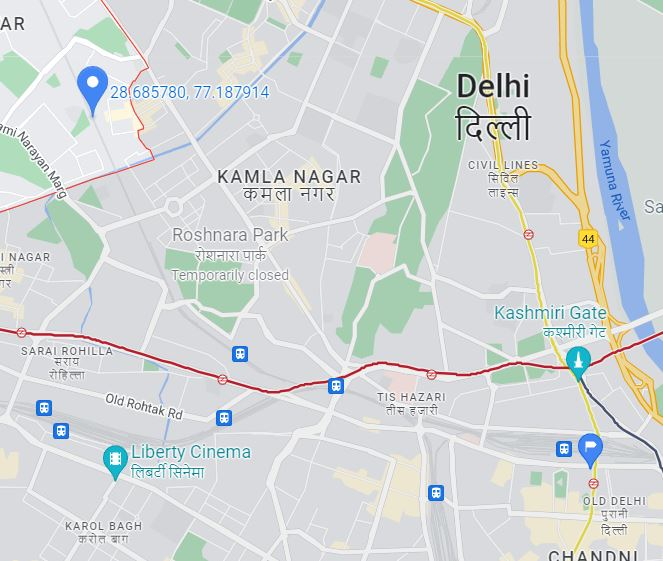 AR
28.685780, 77.187914
Delhi
दिल्ली
Narayan Marg
CIVIL LINES
सिविल
लाइन्स
Yamuna River
KAMLA NAGAR
कमला नगर
Sa
Roshnara Park
रोशनारा पार्क
Temporarily closed
44
NAGAR
नगर
Kashmiri Gate
कश्मीरी गेट
SARAI ROHILLA
सराय
रोहिल्ला
Old Rohtak Rd
TIS HAZARI
तीस हज़ारी
Liberty Cinema
लिबर्टी सिनेमा
OLD DELHI
पुरानी
दिल्ली
KAROL BAGH
करोल बाग
CHANDNI